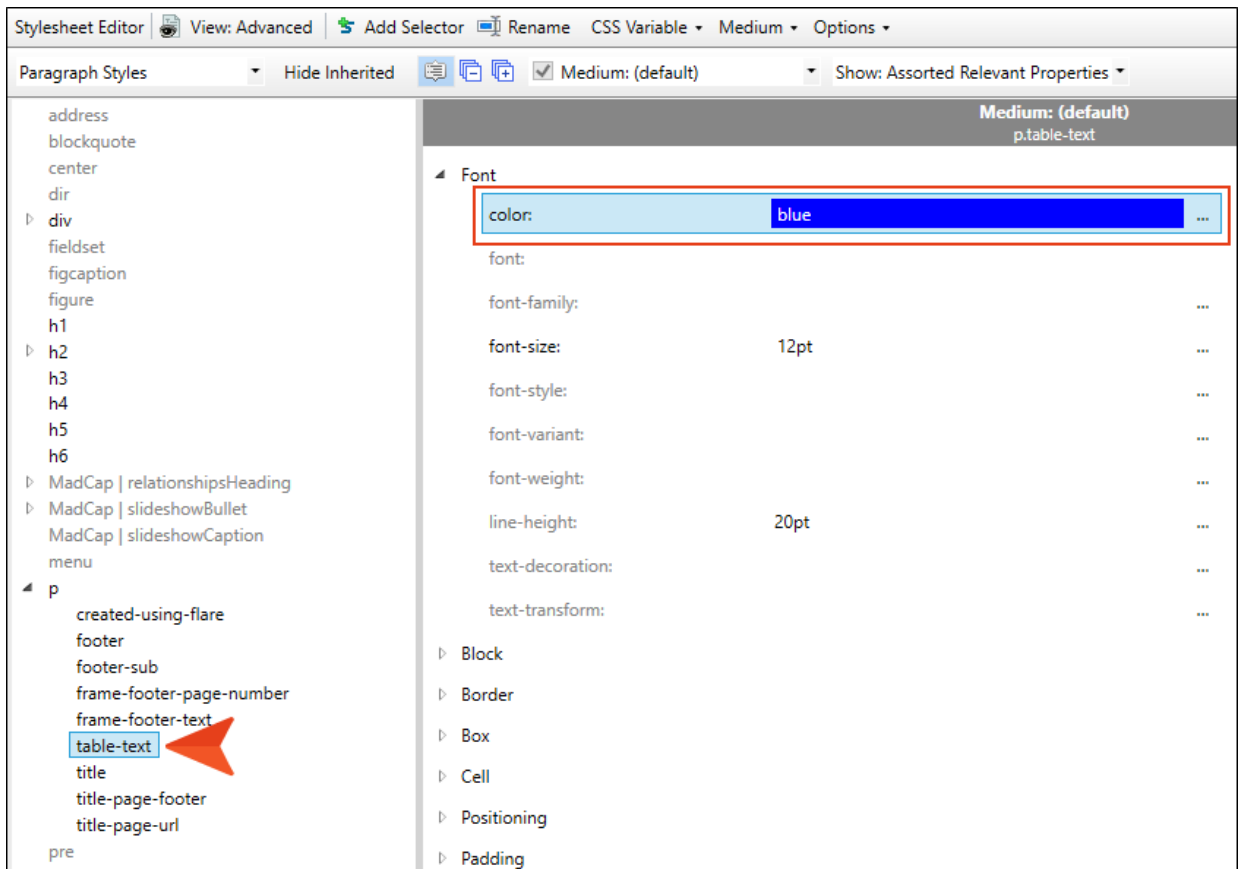 Stylesheet Editor View: Advanced Add Selector Rename CSS Variable Medium Options
Paragraph Styles Hide Inherited Medium: (default) Show: Assorted Relevant Properties
address
blockquote
center
dir
div
fieldset
figcaption
figure
h1
h2
h3
h4
h5
h6
MadCap | relationshipsHeading
MadCap | slideshowBullet
MadCap | slideshowCaption
menu
p
created-using-flare
footer
footer-sub
frame-footer-page-number
frame-footer-text
table-text
title
title-page-footer
title-page-url
pre
Medium: (default)
p.table-text
Font
color: blue ...
font:
font-family: ...
font-size: 12pt ...
font-style: ...
font-variant: ...
font-weight: ...
line-height: 20pt ...
text-decoration: ...
text-transform: ...
Block
Border
Box
Cell
Positioning
Padding